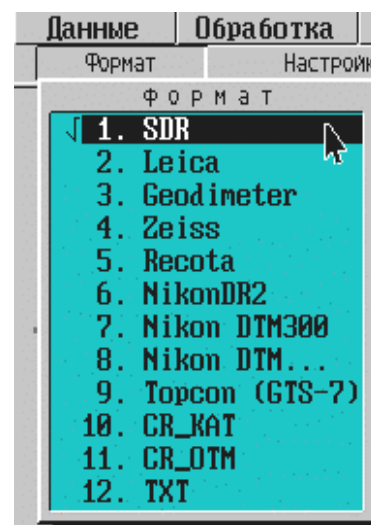 Данные Обработка
Формат Настройк
Формат
√ 1. SDR
2. Leica
3. Geodimeter
4. Zeiss
5. Recota
6. NikonDR2
7. Nikon DTM300
8. Nikon DTM...
9. Topcon (GTS-7)
10. CR_КАТ
11. CR_OTM
12. TXT